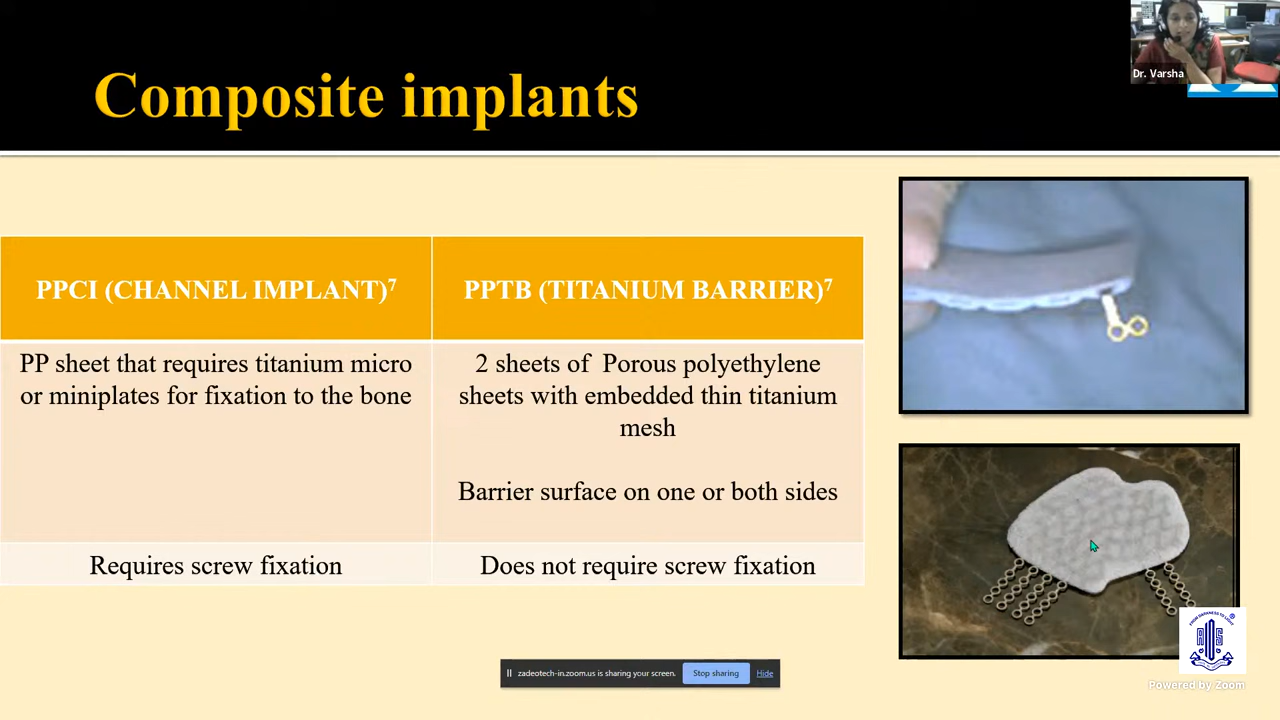 Dr. Varsha
Composite implants
PPCI (CHANNEL IMPLANT)7
PPTB (TITANIUM BARRIER)7
PP sheet that requires titanium micro
or miniplates for fixation to the bone
2 sheets of Porous polyethylene
sheets with embedded thin titanium
mesh
Barrier surface on one or both sides
Requires screw fixation
Does not require screw fixation
zadeotech-in.zoom.us is sharing your screen.
Stop sharing
Hide
Powered by Zoom